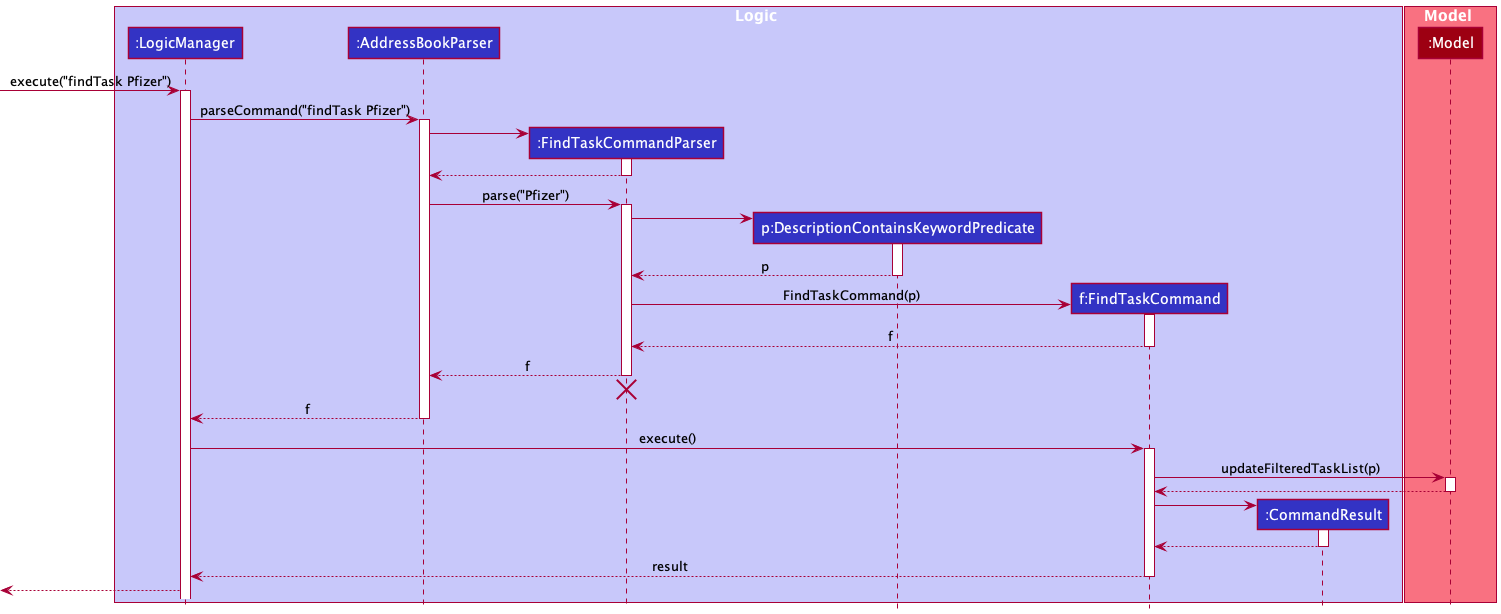 Logic
Model
:LogicManager
:AddressBookParser
:Model
execute("findTask Pfizer")
parseCommand("findTask Pfizer")
:FindTaskCommandParser
parse("Pfizer")
p:DescriptionContainsKeywordPredicate
p
FindTaskCommand(p)
f:FindTaskCommand
f
f
f
execute()
updateFilteredTaskList(p)
:CommandResult
result